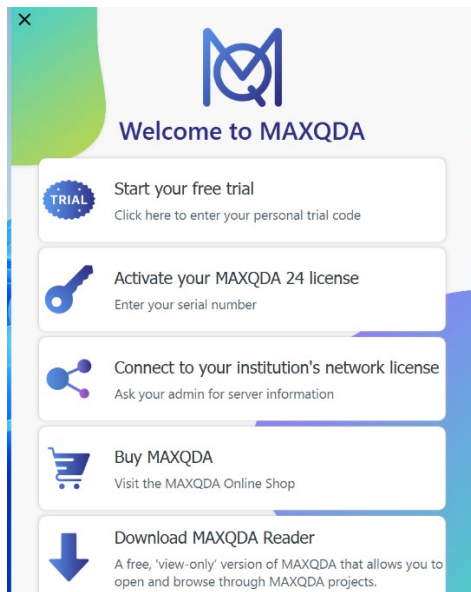 Welcome to MAXQDA
TRIAL
Start your free trial
Click here to enter your personal trial code
Activate your MAXQDA 24 license
Enter your serial number
Connect to your institution's network license
Ask your admin for server information
Buy MAXQDA
Visit the MAXQDA Online Shop
Download MAXQDA Reader
A free, 'view-only' version of MAXQDA that allows you to
open and browse through MAXQDA projects.